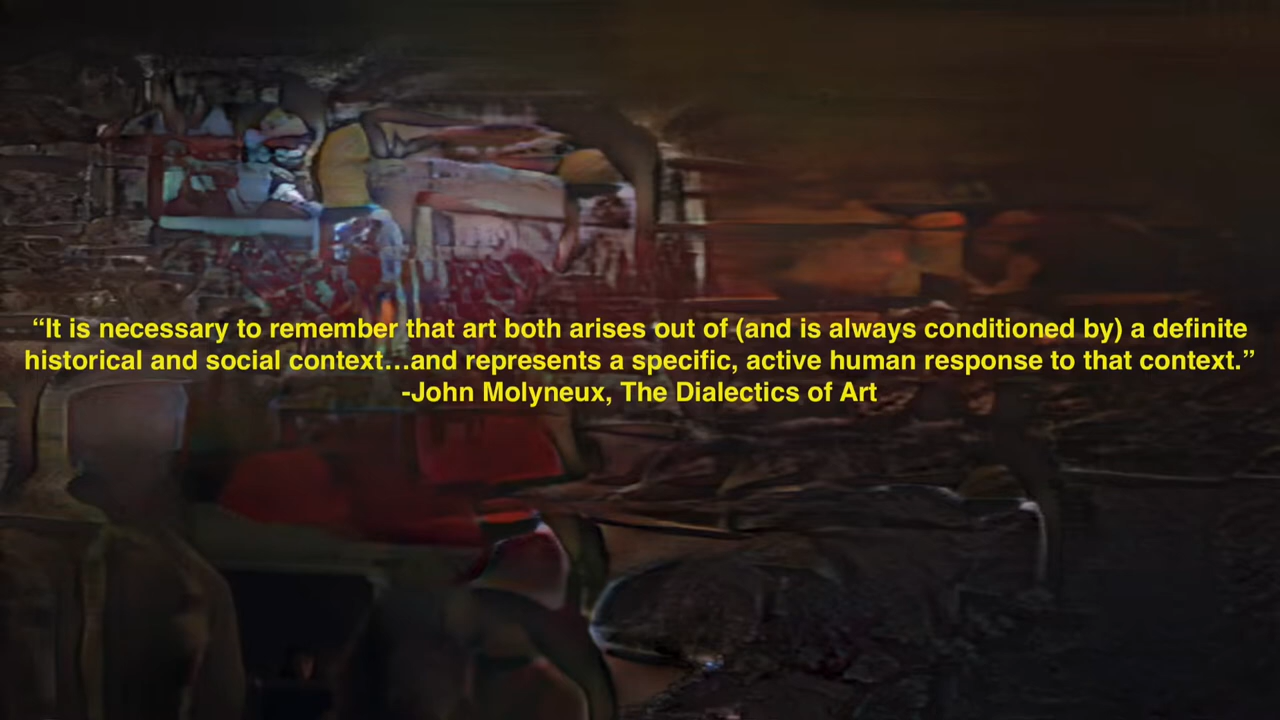 “It is necessary to remember that art both arises out of (and is always conditioned by) a definite
historical and social context…and represents a specific, active human response to that context.”
-John Molyneux, The Dialectics of Art